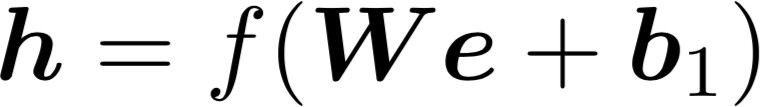 h = f(We + b₁)